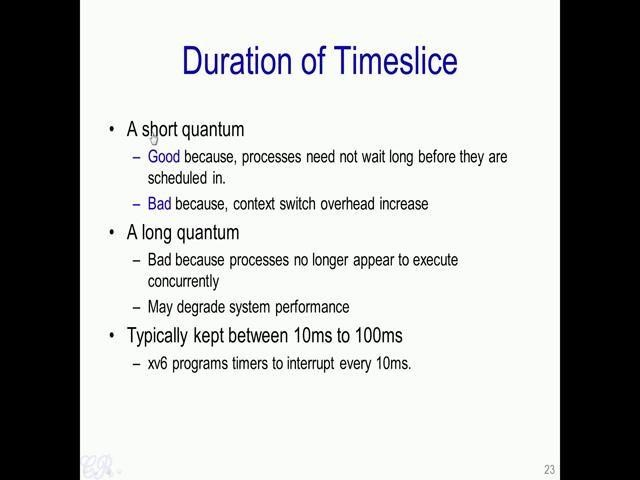 Duration of Timeslice
• A short quantum
– Good because, processes need not wait long before they are
scheduled in.
– Bad because, context switch overhead increase
• A long quantum
– Bad because processes no longer appear to execute
concurrently
– May degrade system performance
• Typically kept between 10ms to 100ms
– xv6 programs timers to interrupt every 10ms.
23